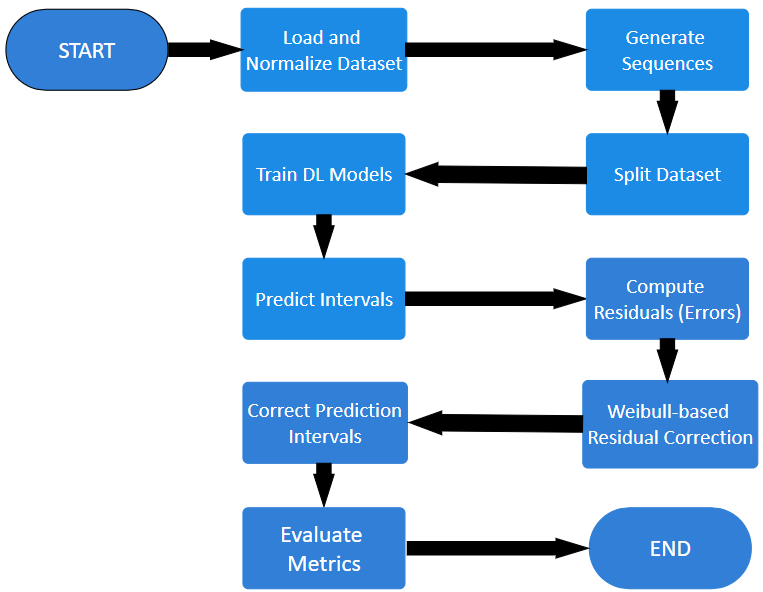 START
Load and
Normalize Dataset
Generate
Sequences
Split Dataset
Train DL Models
Predict Intervals
Compute
Residuals (Errors)
Weibull-based
Residual Correction
Correct Prediction
Intervals
Evaluate
Metrics
END